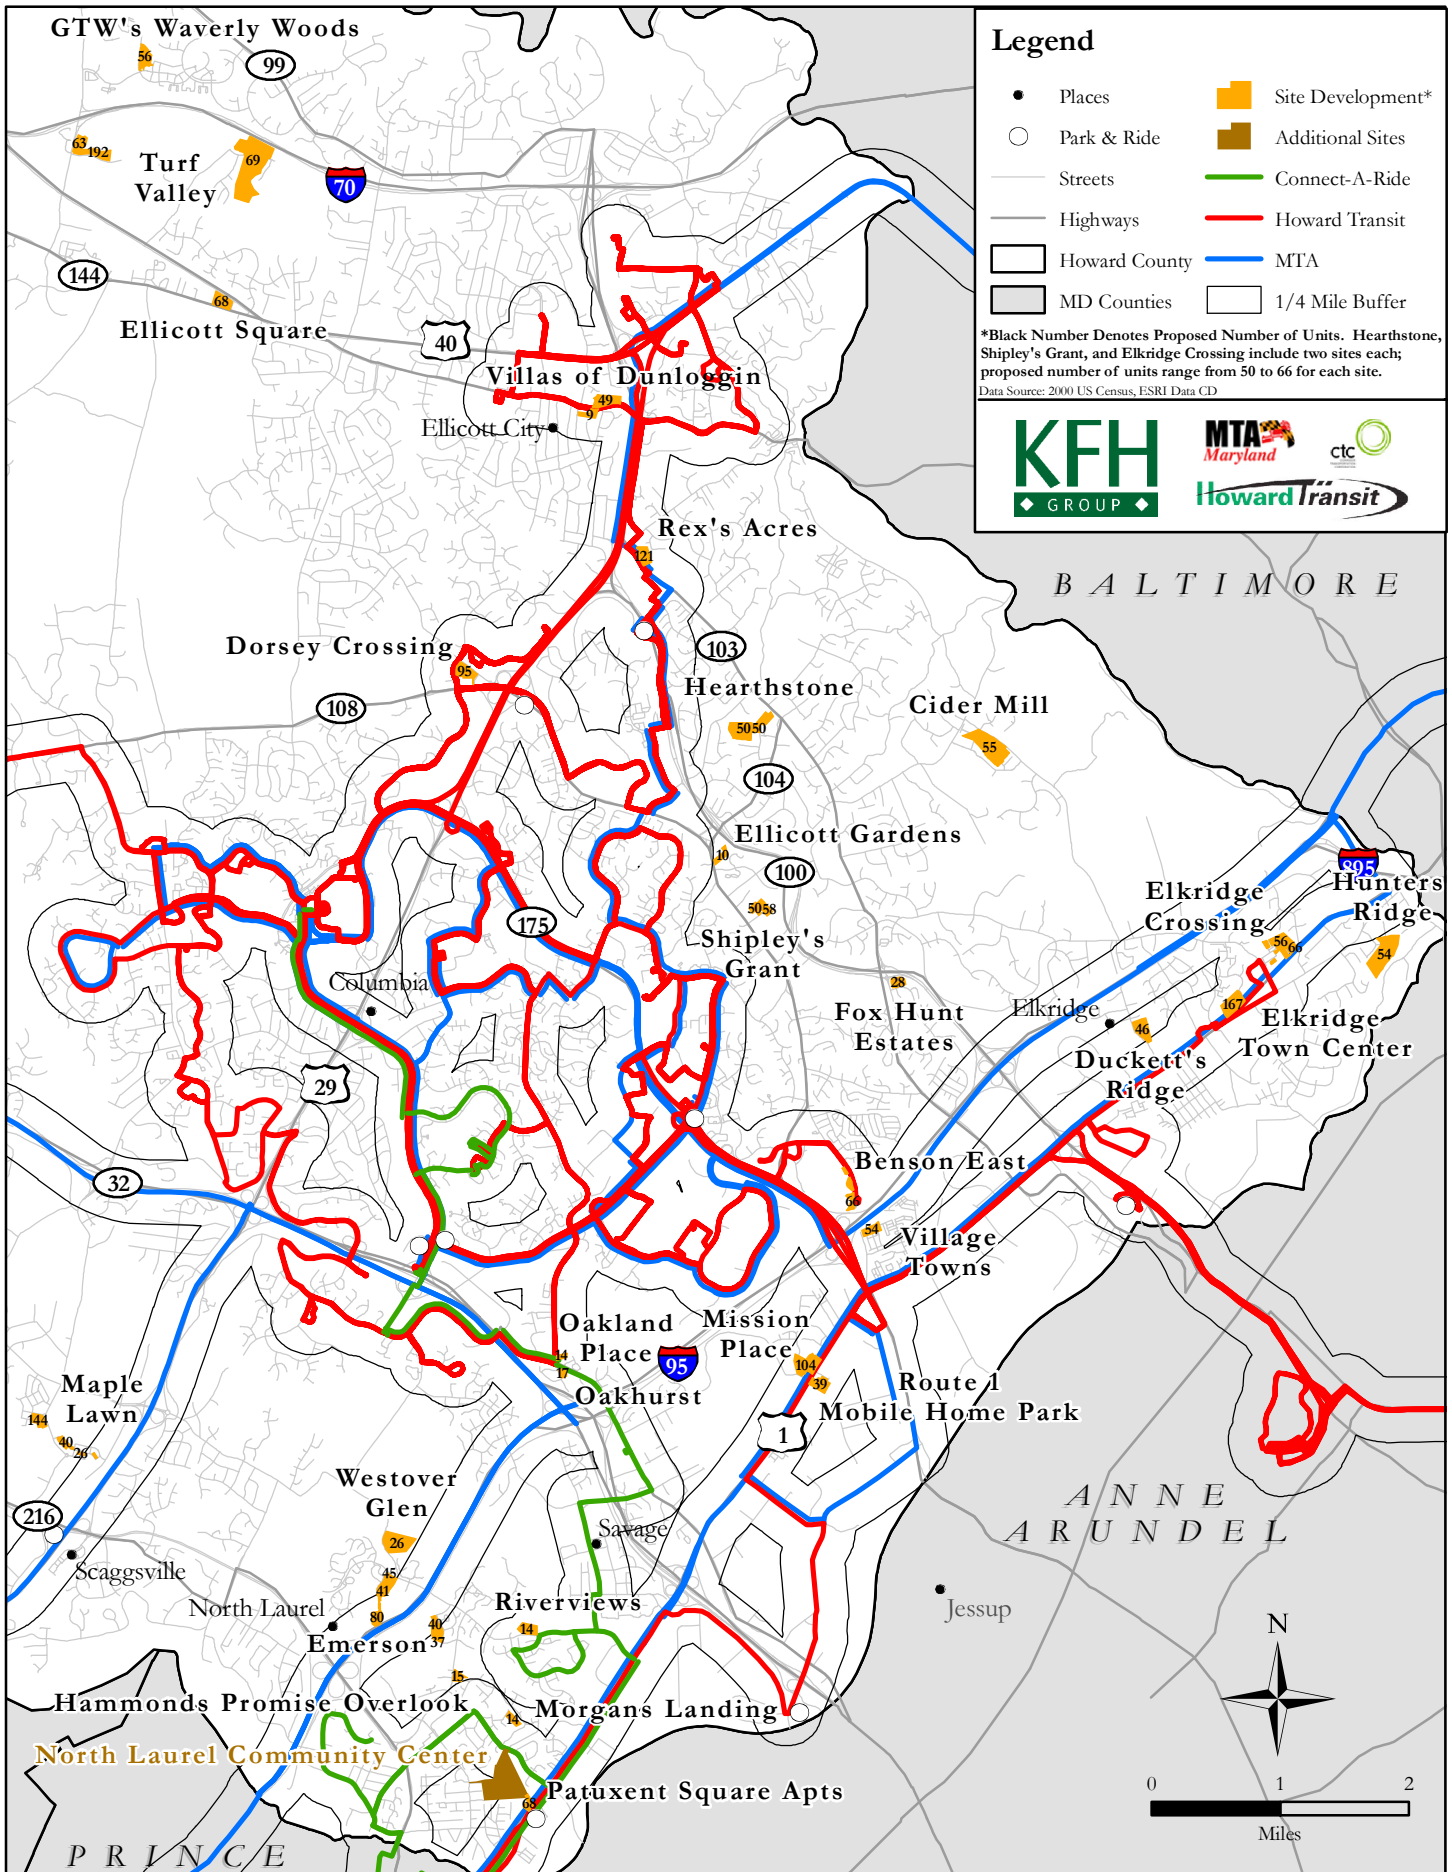 GTW's Waverly Woods
56
99
63
192
Turf
Valley
69
70
144
68
Ellicott Square
40
Villas of Dunloggin
49
9
Ellicott City
Legend
Places
Park & Ride
Streets
Highways
Howard County
MD Counties
Site Development*
Additional Sites
Connect-A-Ride
Howard Transit
MTA
1/4 Mile Buffer
*Black Number Denotes Proposed Number of Units. Hearthstone,
Shipley's Grant, and Elkridge Crossing include two sites each;
proposed number of units range from 50 to 66 for each site.
Data Source: 2000 US Census, ESRI Data CD
KFH
GROUP
MTA
Maryland
ctc
HowardTransit
Rex's Acres
121
BALTIMORE
Dorsey Crossing
95
103
108
Hearthstone
50 50
Cider Mill
55
104
Ellicott Gardens
10
100
895
Hunters
Ridge
54
Elkridge
Crossing
56
66
175
50 58
Shipley's
Grant
Columbia
28
Fox Hunt
Estates
Elkridge
46
167
Elkridge
Town Center
Duckett's
Ridge
29
32
Benson East
66
54
Village
Towns
Oakland
Place
14
17
Oakhurst
95
Mission
Place
104
39
Route 1
Mobile Home Park
1
Maple
Lawn
144
40
26
Westover
Glen
26
216
Scaggsville
Savage
ANNE
ARUNDEL
Jessup
45
41
80
North Laurel
Emerson
40
37
Riverviews
14
15
Hammonds Promise Overlook
14
Morgans Landing
North Laurel Community Center
Patuxent Square Apts
68
PRINCE
N
0 1 2
Miles